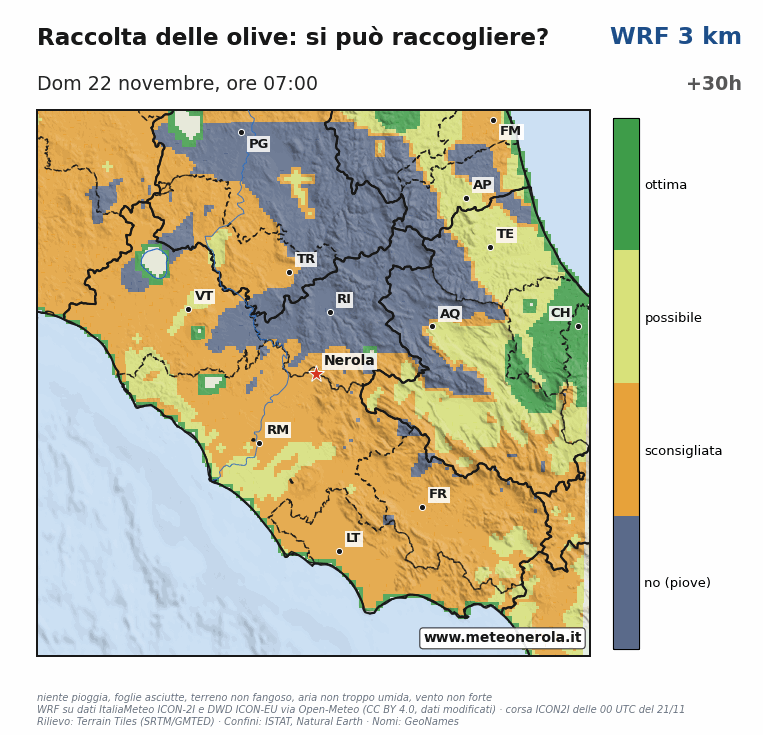 Raccolta delle olive: si può raccogliere?
WRF 3 km
Dom 22 novembre, ore 07:00
+30h
PG
FM
AP
TE
TR
VT
RI
AQ
CH
Nerola
RM
FR
LT
www.meteonerola.it
ottima
possibile
sconsigliata
no (piove)
niente pioggia, foglie asciutte, terreno non fangoso, aria non troppo umida, vento non forte
WRF su dati ItaliaMeteo ICON-2I e DWD ICON-EU via Open-Meteo (CC BY 4.0, dati modificati) · corsa ICON2I delle 00 UTC del 21/11
Rilievo: Terrain Tiles (SRTM/GMTED) · Confini: ISTAT, Natural Earth · Nomi: GeoNames